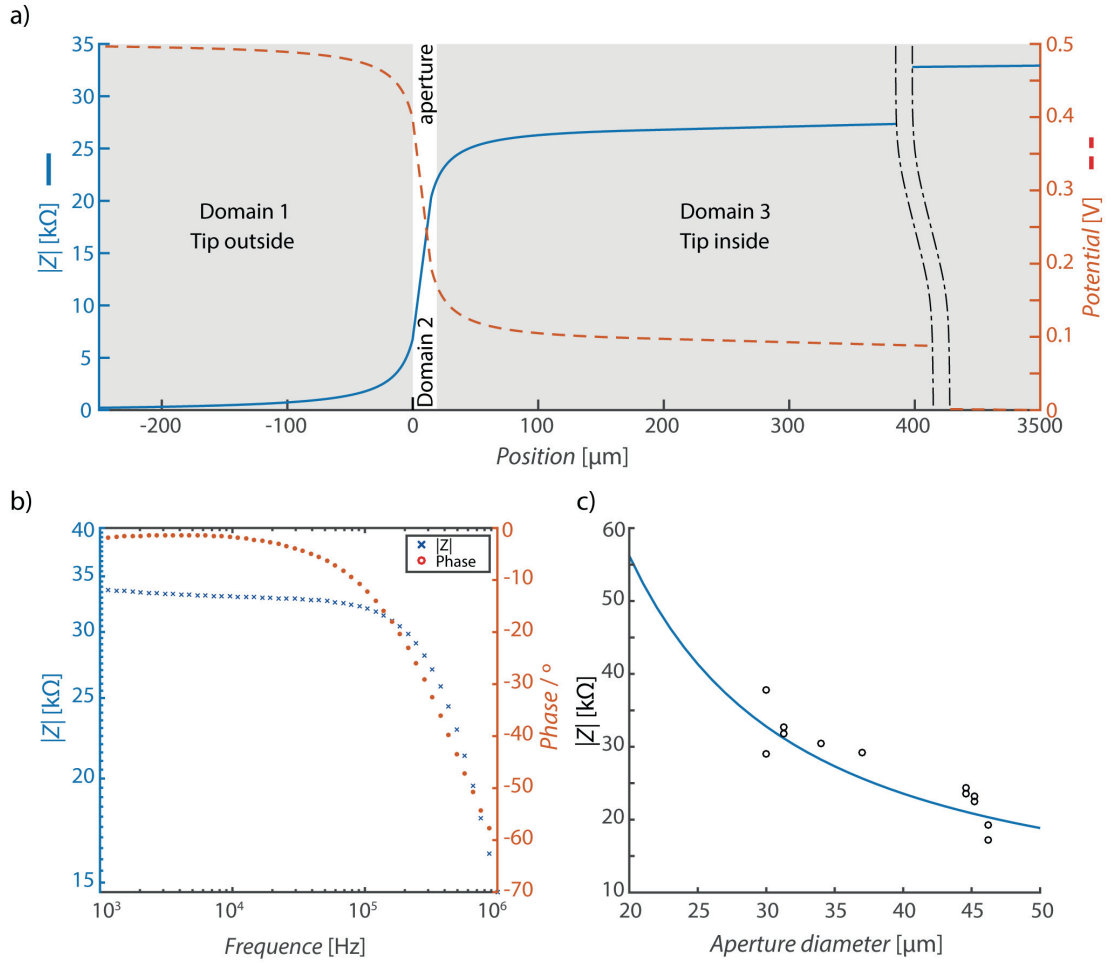 a)
35
30
25
20
15
10
5
0
|Z| [kΩ]
Domain 1
Tip outside
aperture
Domain 2
Domain 3
Tip inside
0.5
0.4
0.3
0.2
0.1
0
Potential [V]
-200
-100
0
100
200
300
400
3500
Position [µm]
b)
40
35
30
25
20
15
|Z| [kΩ]
|Z|
Phase
0
-10
-20
-30
-40
-50
-60
-70
Phase / °
10³
10⁴
10⁵
10⁶
Frequence [Hz]
c)
60
50
40
30
20
10
|Z| [kΩ]
20
25
30
35
40
45
50
Aperture diameter [µm]